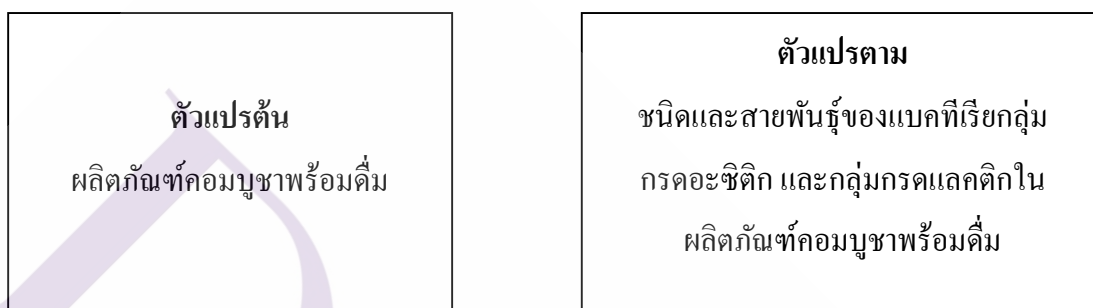 ตัวแปรต้น
ผลิตภัณฑ์คอมบูชาพร้อมดื่ม
ตัวแปรตาม
ชนิดและสายพันธุ์ของแบคทีเรียกลุ่ม
กรดอะซิติก และกลุ่มกรดแลคติกใน
ผลิตภัณฑ์คอมบูชาพร้อมดื่ม